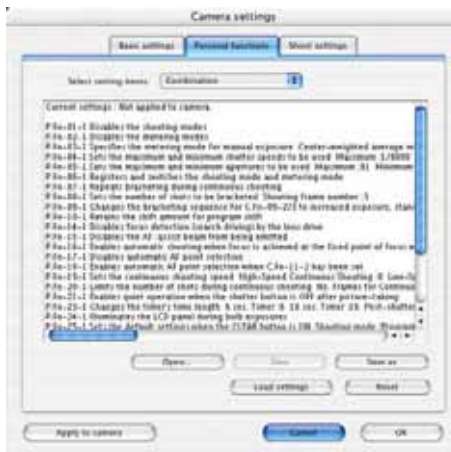 Camera settings
Basic settings Personal functions Shoot settings
Select setting items: Combination
Current settings : Not applied to camera.
P.Fn-01-1 Disables the shooting modes
P.Fn-02-1 Disables the metering modes
P.Fn-03-1 Specifies the metering mode for manual exposure Center-weighted average m
P.Fn-04-1 Sets the maximum and minimum shutter speeds to be used Maximum 1/8000
P.Fn-05-1 Sets the maximum and minimum apertures to be used Maximum Minimum
P.Fn-06-1 Registers and switches the shooting mode and metering mode
P.Fn-07-1 Repeats bracketing during continuous shooting
P.Fn-08-1 Sets the number of shots to be bracketed Shooting frame number
P.Fn-09-1 Changes the bracketing sequence for C.Fn-09-2/3 to increased exposure, stan
P.Fn-10-1 Retains the shift amount for program shift
P.Fn-14-1 Disables focus detection (search driving) by the lens drive
P.Fn-15-1 Disables the AF-assist beam from being emitted
P.Fn-16-1 Enables automatic shooting when focus is achieved at the fixed point of focus
P.Fn-17-1 Disables automatic AF point selection
P.Fn-18-1 Enables automatic AF point selection when C.Fn-11-2 has been set
P.Fn-19-1 Sets the continuous shooting speed High-Speed Continuous Shooting
P.Fn-20-1 Limits the number of shots during continuous shooting No. Frames for Continuous
P.Fn-21-1 Enables quiet operation when the shutter button is OFF after picture-taking
P.Fn-23-1 Changes the timer's time length 6 sec. Timer 16 sec. Timer Post-shutter
P.Fn-24-1 Illuminates the LCD panel during bulb exposures
P.Fn-25-1 Sets the default settings when the CLEAR button is ON Shooting mode Program
Open... Save Save as
Load settings Reset
Apply to camera Cancel OK